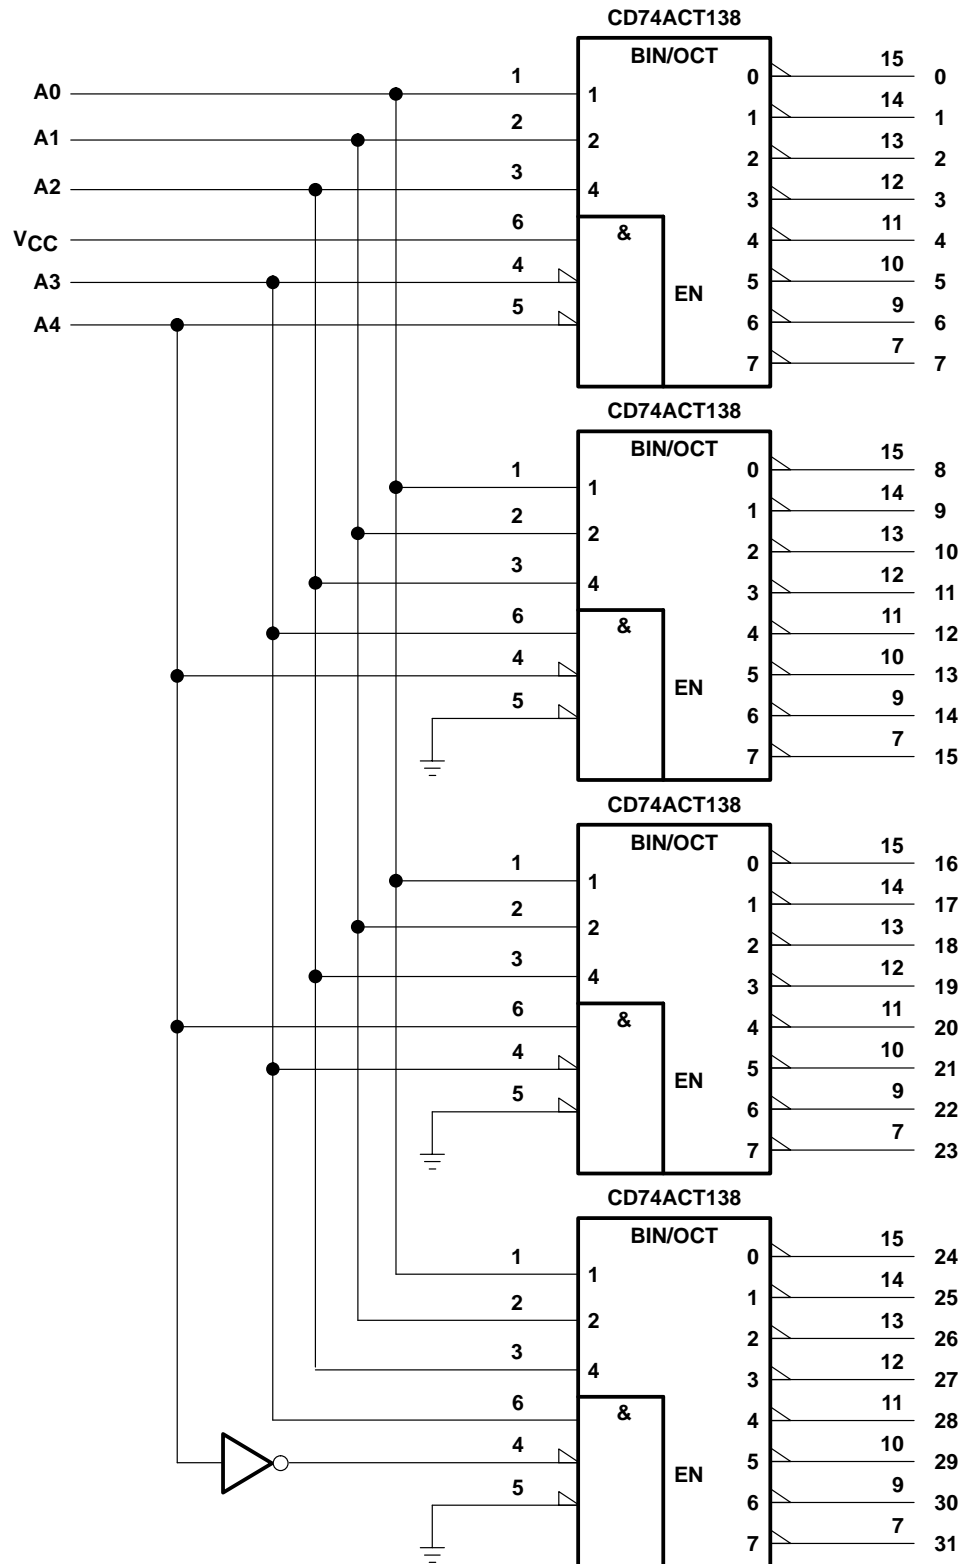 CD74ACT138
BIN/OCT
A0 1 1 0 15 0
A1 2 2 1 14 1
A2 3 4 2 13 2
VCC 6 & 3 12 3
A3 4 EN 4 11 4
A4 5 5 10 5
6 9 6
7 7 7
CD74ACT138
BIN/OCT
1 1 0 15 8
2 2 1 14 9
3 4 2 13 10
6 & 3 12 11
4 EN 4 11 12
5 5 10 13
6 9 14
7 7 15
CD74ACT138
BIN/OCT
1 1 0 15 16
2 2 1 14 17
3 4 2 13 18
6 & 3 12 19
4 EN 4 11 20
5 5 10 21
6 9 22
7 7 23
CD74ACT138
BIN/OCT
1 1 0 15 24
2 2 1 14 25
3 4 2 13 26
6 & 3 12 27
4 EN 4 11 28
5 5 10 29
6 9 30
7 7 31